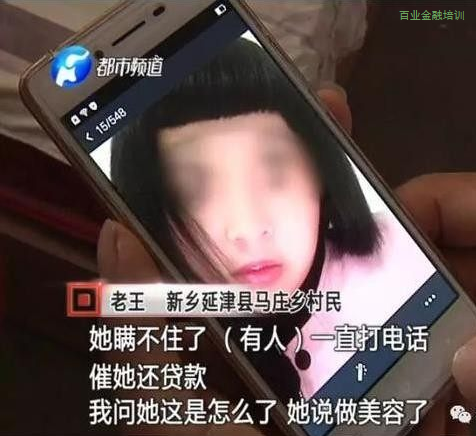 百业金融培训
都市频道
15/548
老王 新乡延津县马庄乡村民
她瞒不住了 （有人）一直打电话
催她还贷款
我问她这是怎么了 她说做美容了